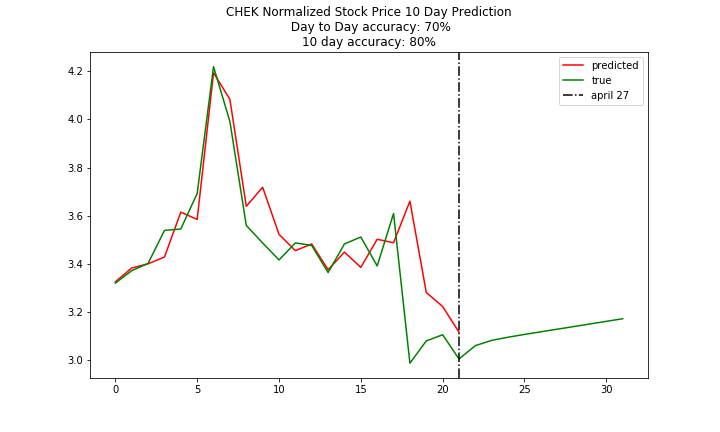 CHEK Normalized Stock Price 10 Day Prediction
Day to Day accuracy: 70%
10 day accuracy: 80%
predicted
true
april 27
4.2
4.0
3.8
3.6
3.4
3.2
3.0
0 5 10 15 20 25 30